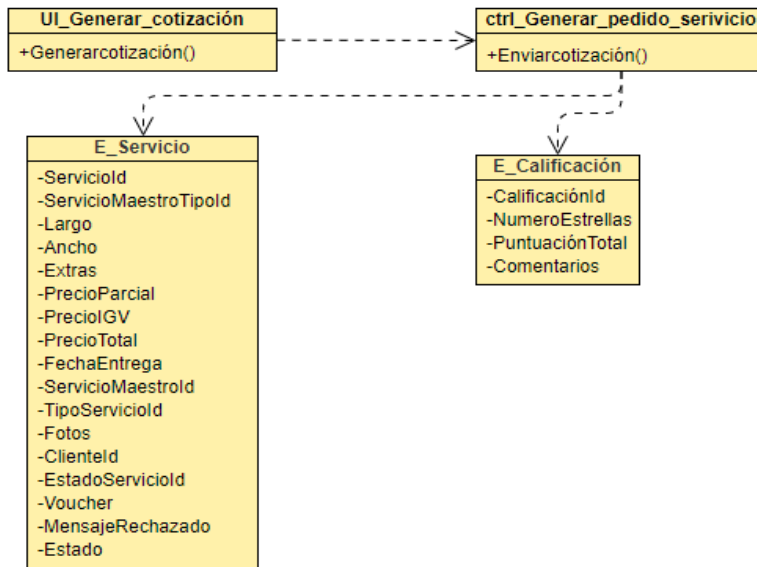 UI_Generar_cotización
+Generarcotización()
ctrl_Generar_pedido_serivicio
+Enviarcotización()
E_Servicio
-ServicioId
-ServicioMaestroTipoId
-Largo
-Ancho
-Extras
-PrecioParcial
-PrecioIGV
-PrecioTotal
-FechaEntrega
-ServicioMaestroId
-TipoServicioId
-Fotos
-ClienteId
-EstadoServicioId
-Voucher
-MensajeRechazado
-Estado
E_Calificación
-CalificaciónId
-NumeroEstrellas
-PuntuaciónTotal
-Comentarios